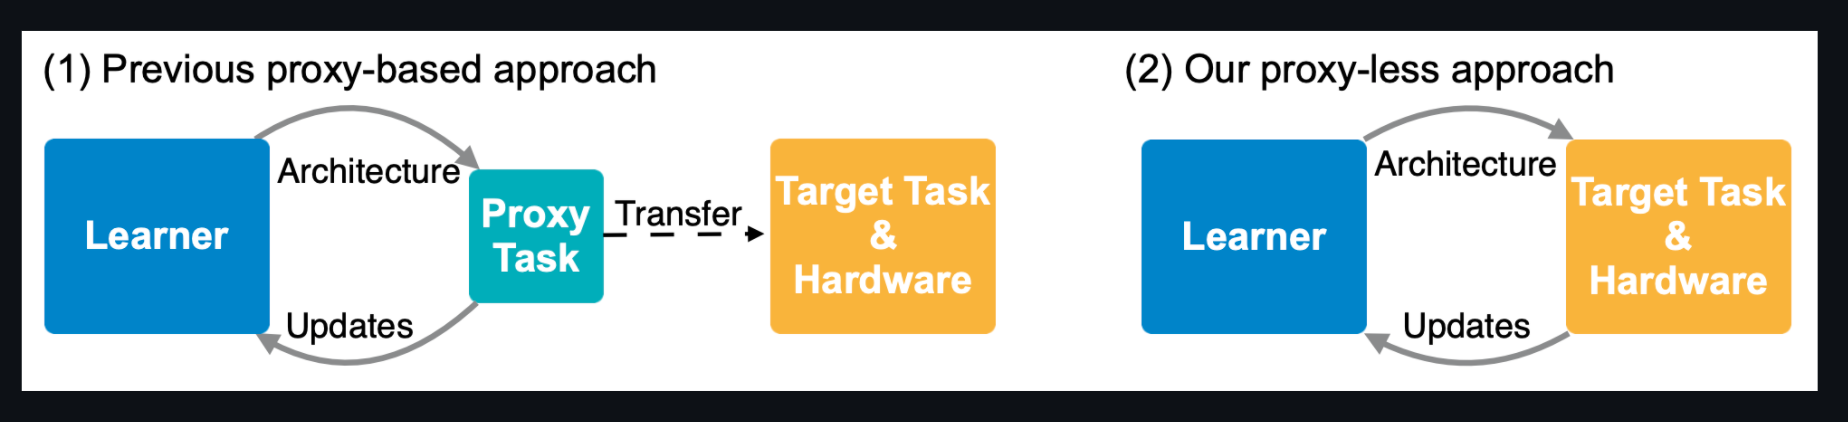 (1) Previous proxy-based approach
Learner
Architecture
Updates
Proxy
Task
Transfer
Target Task
&
Hardware
(2) Our proxy-less approach
Learner
Architecture
Updates
Target Task
&
Hardware